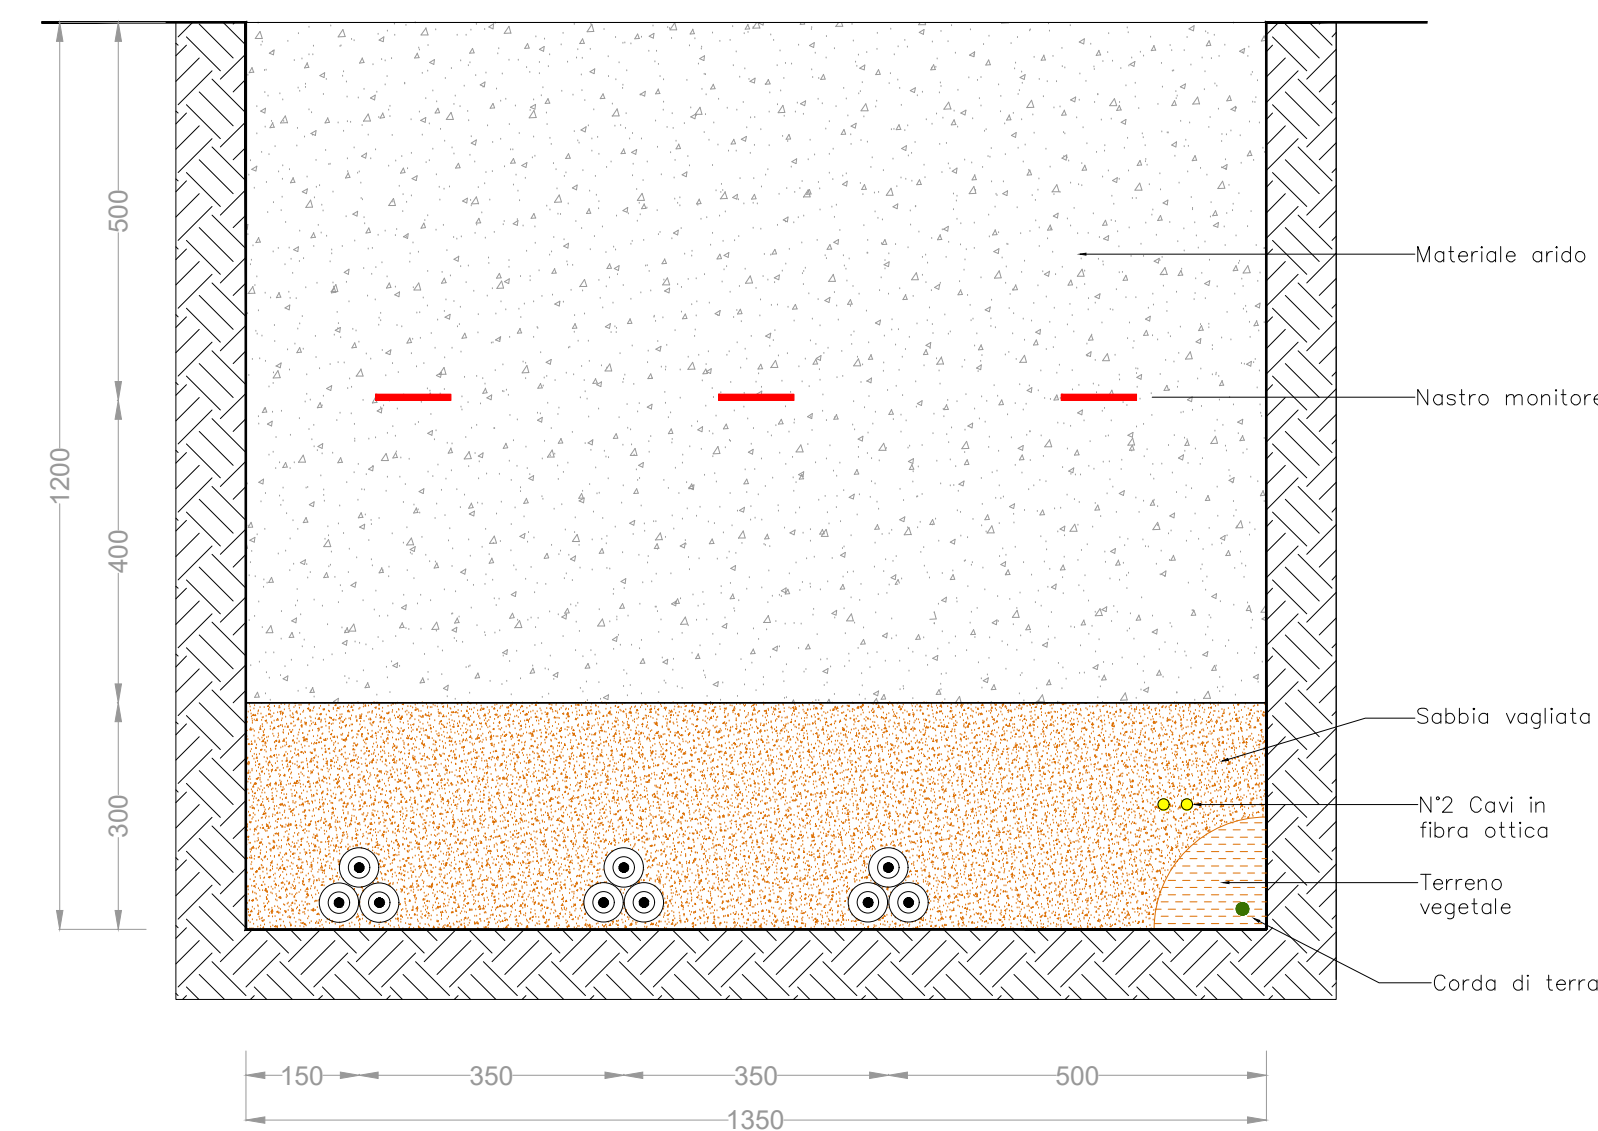 500
Materiale arido
Nastro monitore
1200
400
Sabbia vagliata
300
N°2 Cavi in
fibra ottica
Terreno
vegetale
Corda di terra
150
350
350
500
1350